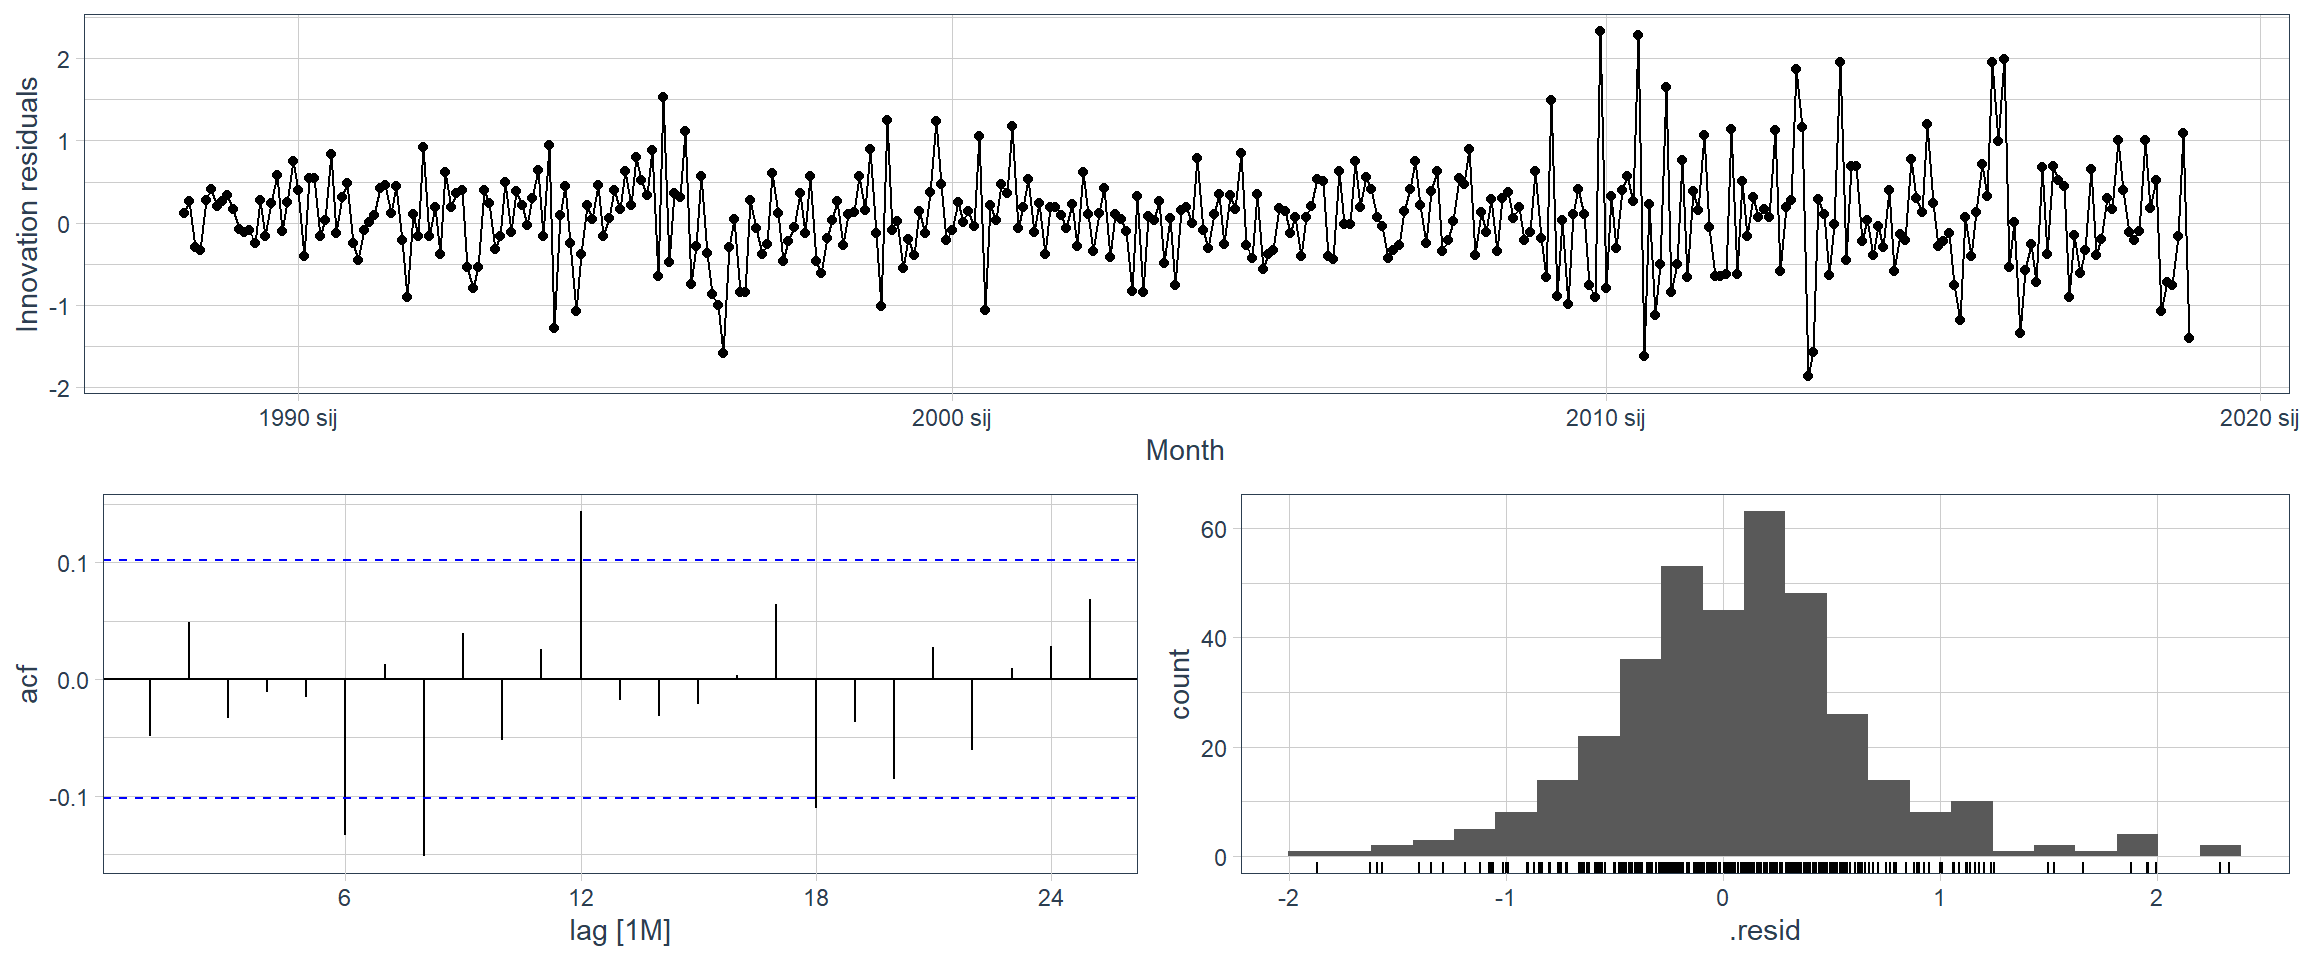 Innovation residuals
2
1
0
-1
-2
1990 sij
2000 sij
2010 sij
2020 sij
Month
acf
0.1
0.0
-0.1
6
12
18
24
lag [1M]
count
60
40
20
0
-2
-1
0
1
2
.resid